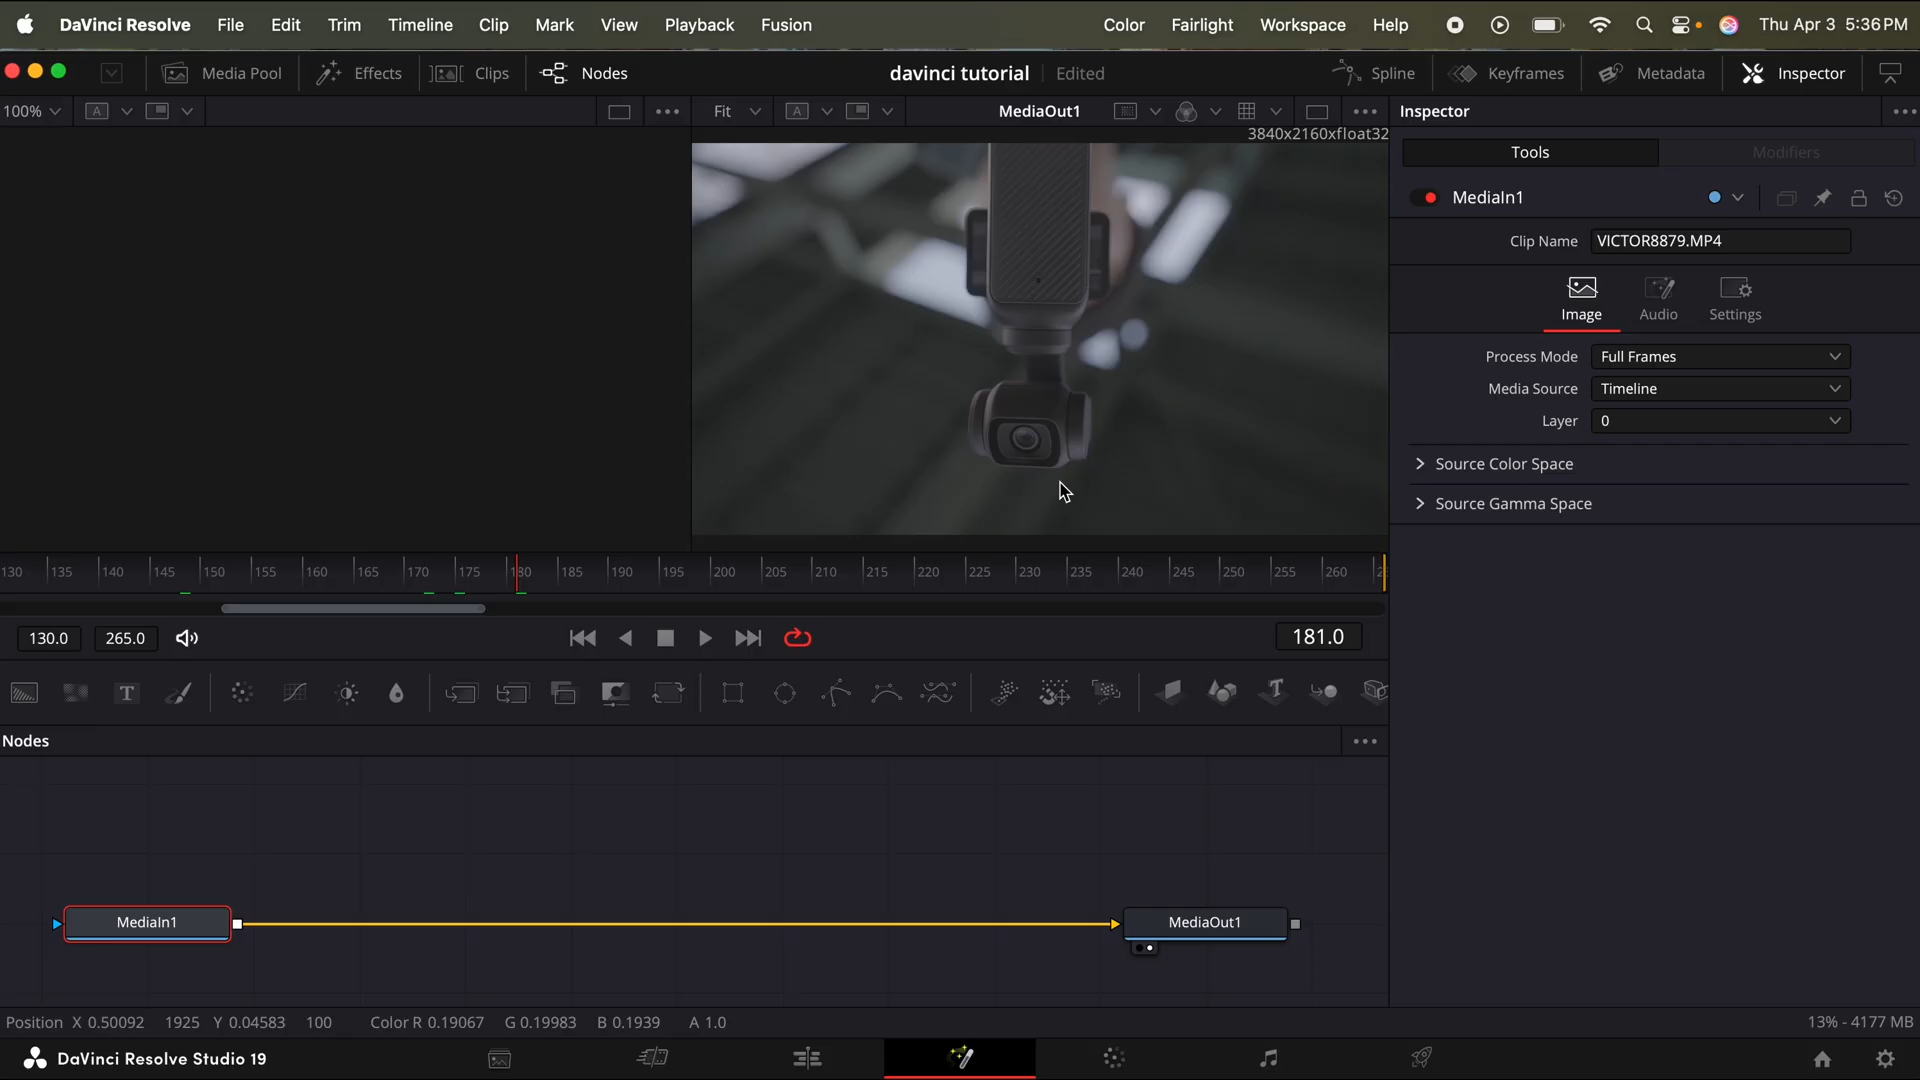 DaVinci Resolve File Edit Trim Timeline Clip Mark View Playback Fusion Color Fairlight Workspace Help Thu Apr 3 5:36 PM
Media Pool Effects Clips Nodes davinci tutorial Edited Spline Keyframes Metadata Inspector
100% A Fit A MediaOut1 Inspector
3840x2160xfloat32
Tools Modifiers
MediaIn1
Clip Name VICTOR8879.MP4
Image Audio Settings
Process Mode Full Frames
Media Source Timeline
Layer 0
Source Color Space
Source Gamma Space
130 135 140 145 150 155 160 165 170 175 180 185 190 195 200 205 210 215 220 225 230 235 240 245 250 255 260
130.0 265.0 181.0
T T
Nodes
MediaIn1 MediaOut1
Position X 0.50092 1925 Y 0.04583 100 Color R 0.19067 G 0.19983 B 0.1939 A 1.0 13% - 4177 MB
DaVinci Resolve Studio 19